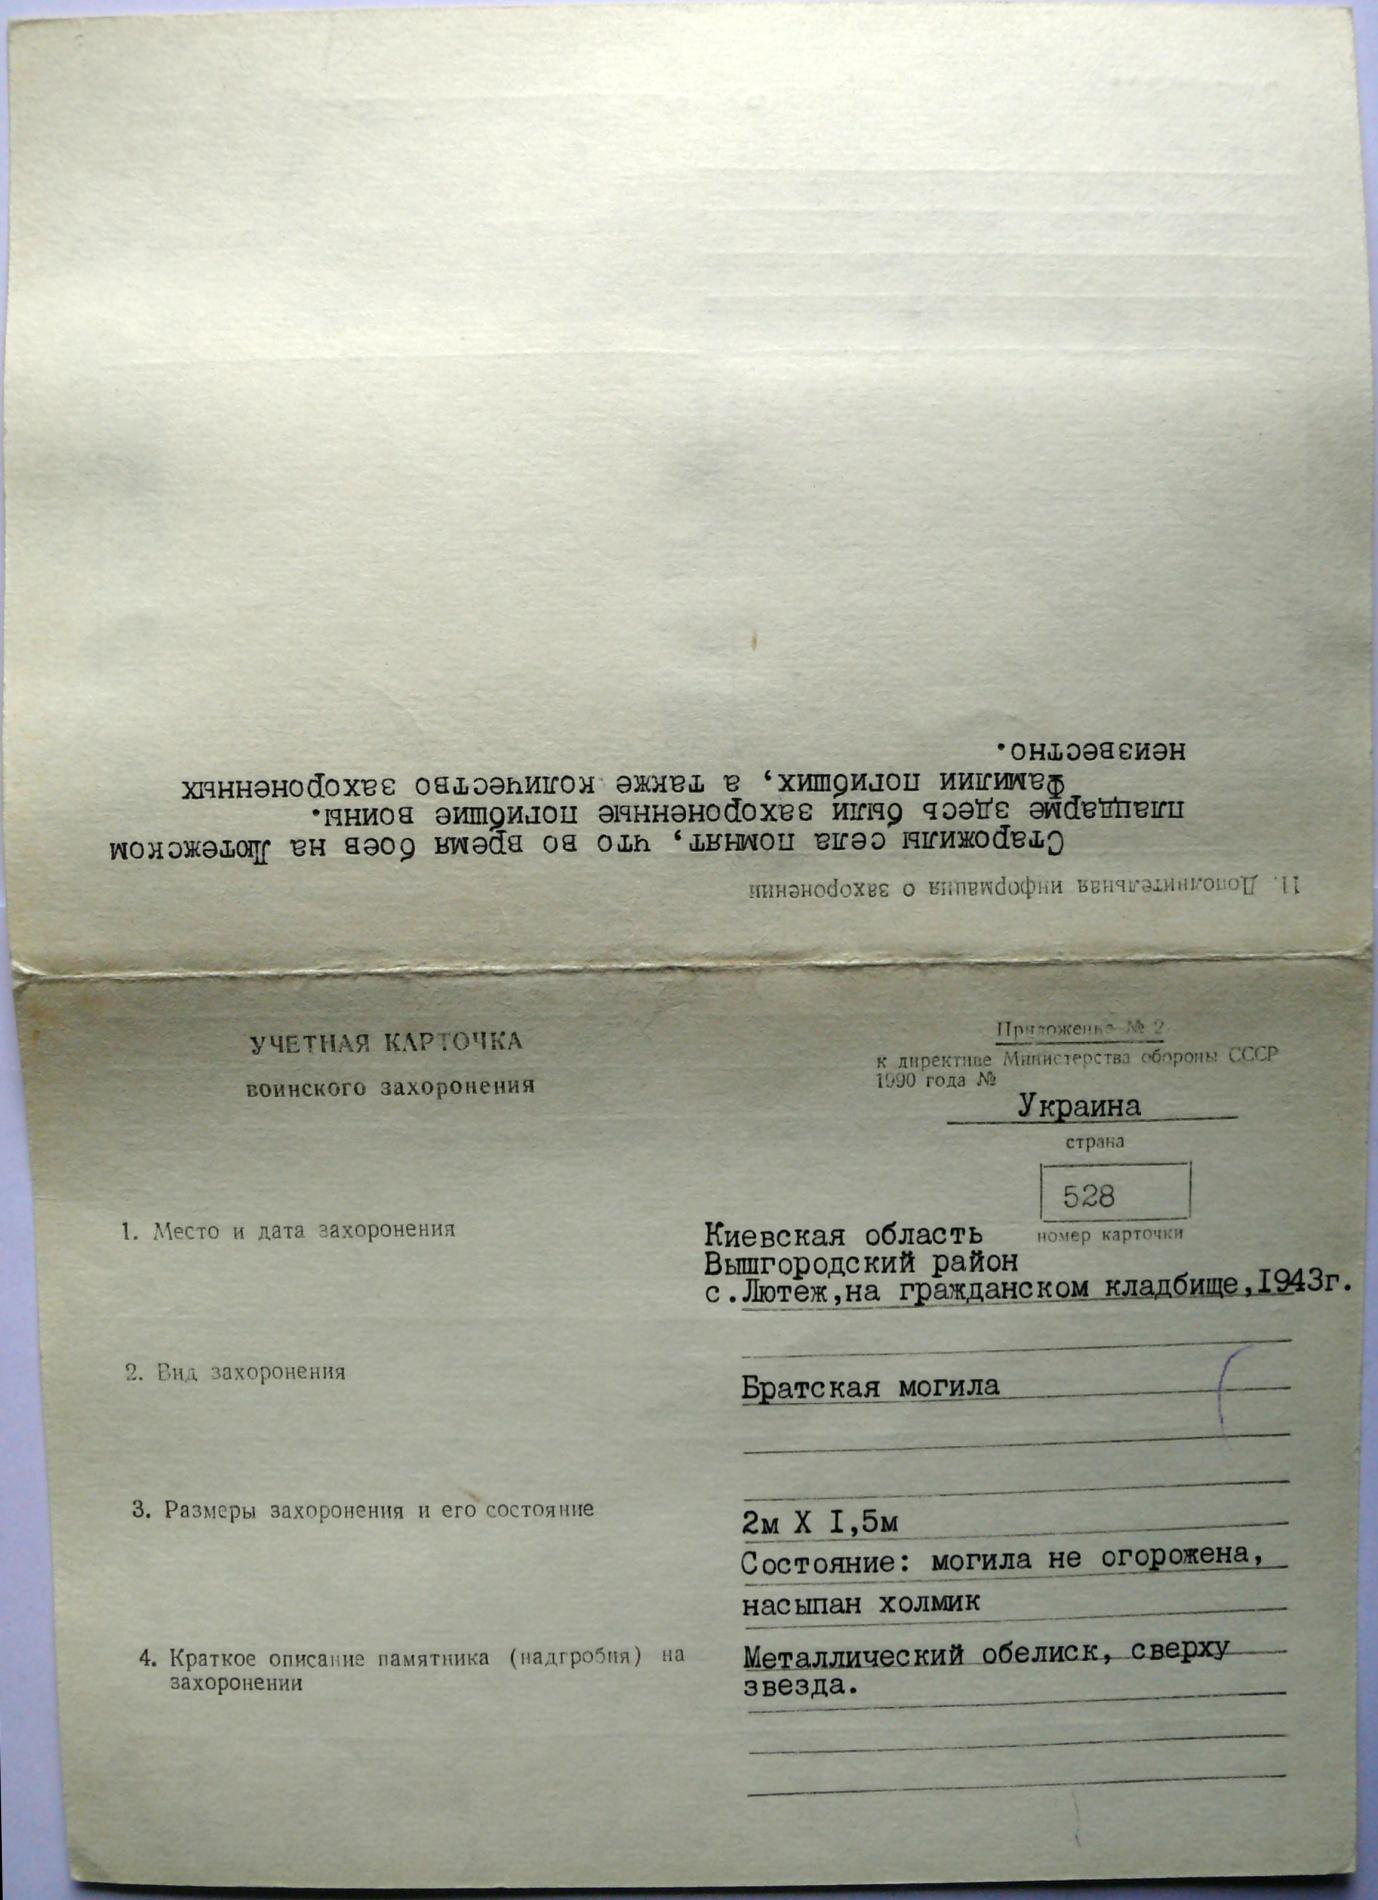 УЧЕТНАЯ КАРТОЧКА
воинского захоронения
Приложение № 2
к директиве Министерства обороны СССР
1990 года №
Украина
страна
528
номер карточки
1. Место и дата захоронения
Киевская область
Вышгородский район
с.Лютеж,на гражданском кладбище,I943г.
2. Вид захоронения
Братская могила
3. Размеры захоронения и его состояние
2м X I,5м
Состояние: могила не огорожена,
насыпан холмик
4. Краткое описание памятника (надгробия) на
захоронении
Металлический обелиск, сверху
звезда.
11. Дополнительная информация о захоронении
Старожилы села помнят, что во время боев на Лютежском
плацдарме здесь были захороненные погибшие воины.
Фамилии погибших, а также количество захороненных
неизвестно.